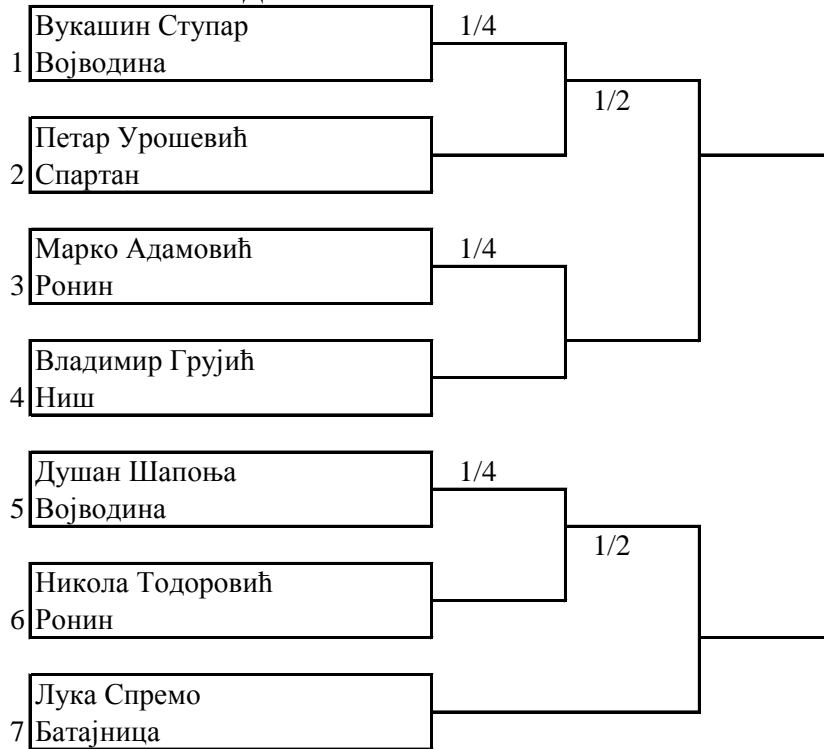 Вукашин Ступар 1/4
1 Војводина
1/2
Петар Урошевић
2 Спартан
Марко Адамовић 1/4
3 Ронин
Владимир Грујић
4 Ниш
Душан Шапоња 1/4
5 Војводина
1/2
Никола Тодоровић
6 Ронин
Лука Спремо
7 Батајница